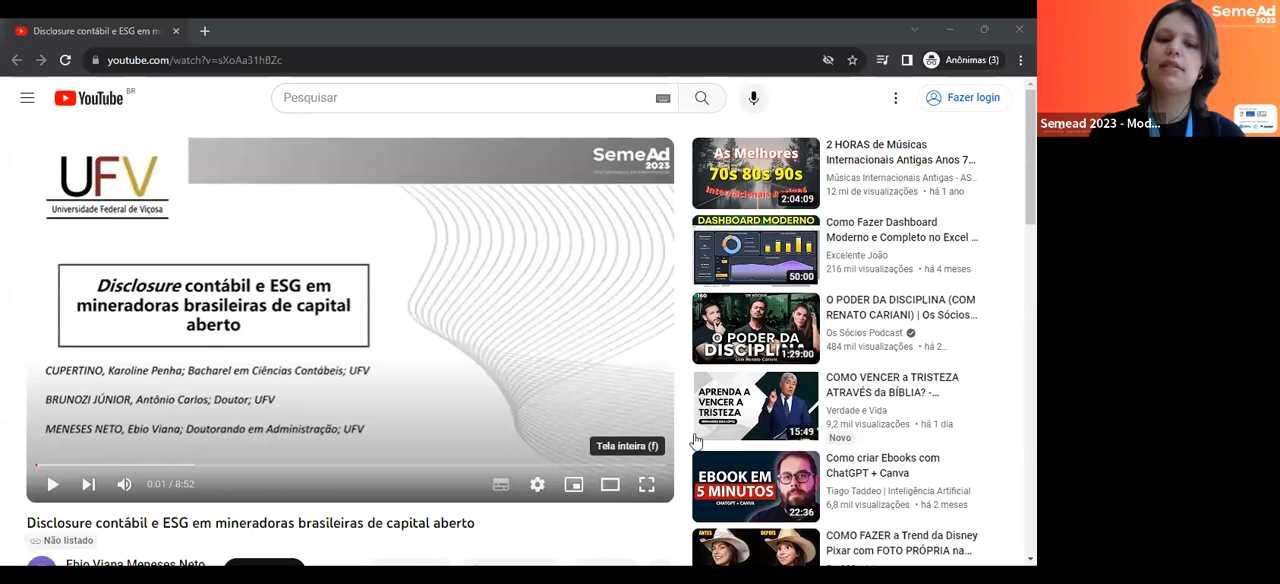 Disclosure contábil e ESG em m
youtube.com/watch?v=sXoAa31h8Zc
Anônimas (3)
YouTube BR
Pesquisar
Fazer login
SemeAd
2023
Semead 2023 - Mod...
UFV
Universidade Federal de Viçosa
SemeAd
2023
Disclosure contábil e ESG em
mineradoras brasileiras de capital
aberto
CUPERTINO, Karoline Penha; Bacharel em Ciências Contábeis; UFV
BRUNOZI JÚNIOR, Antônio Carlos; Doutor; UFV
MENESES NETO, Ebio Viana; Doutorando em Administração; UFV
Tela inteira (f)
0:01 / 8:52
Disclosure contábil e ESG em mineradoras brasileiras de capital aberto
Não listado
Ebio Viana Meneses Neto
As Melhores
70s 80s 90s
Internacionais Antigas
2:04:09
2 HORAS de Músicas
Internacionais Antigas Anos 7...
Músicas Internacionais Antigas - AS...
12 mi de visualizações • há 1 ano
DASHBOARD MODERNO
50:00
Como Fazer Dashboard
Moderno e Completo no Excel ...
Excelente João
216 mil visualizações • há 4 meses
O PODER DA
DISCIPLINA
1:29:00
O PODER DA DISCIPLINA (COM
RENATO CARIANI) | Os Sócios...
Os Sócios Podcast
484 mil visualizações • há 2...
APRENDA A
VENCER A
TRISTEZA
15:49
COMO VENCER a TRISTEZA
ATRAVÉS da BÍBLIA? -...
Verdade e Vida
9,2 mil visualizações • há 1 dia
Novo
EBOOK EM
5 MINUTOS
CHATGPT + CANVA
22:36
Como criar Ebooks com
ChatGPT + Canva
Tiago Taddeo | Inteligência Artificial
6,8 mil visualizações • há 2 meses
ANTES
DEPOIS
COMO FAZER a Trend da Disney
Pixar com FOTO PRÓPRIA na...